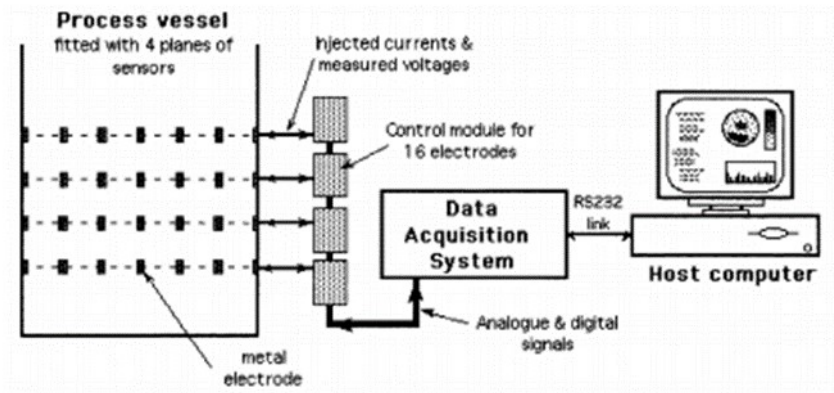 Process vessel
fitted with 4 planes of
sensors
Injected currents &
measured voltages
Control module for
16 electrodes
Data
Acquisition
System
RS232
link
Host computer
Analogue & digital
signals
metal
electrode